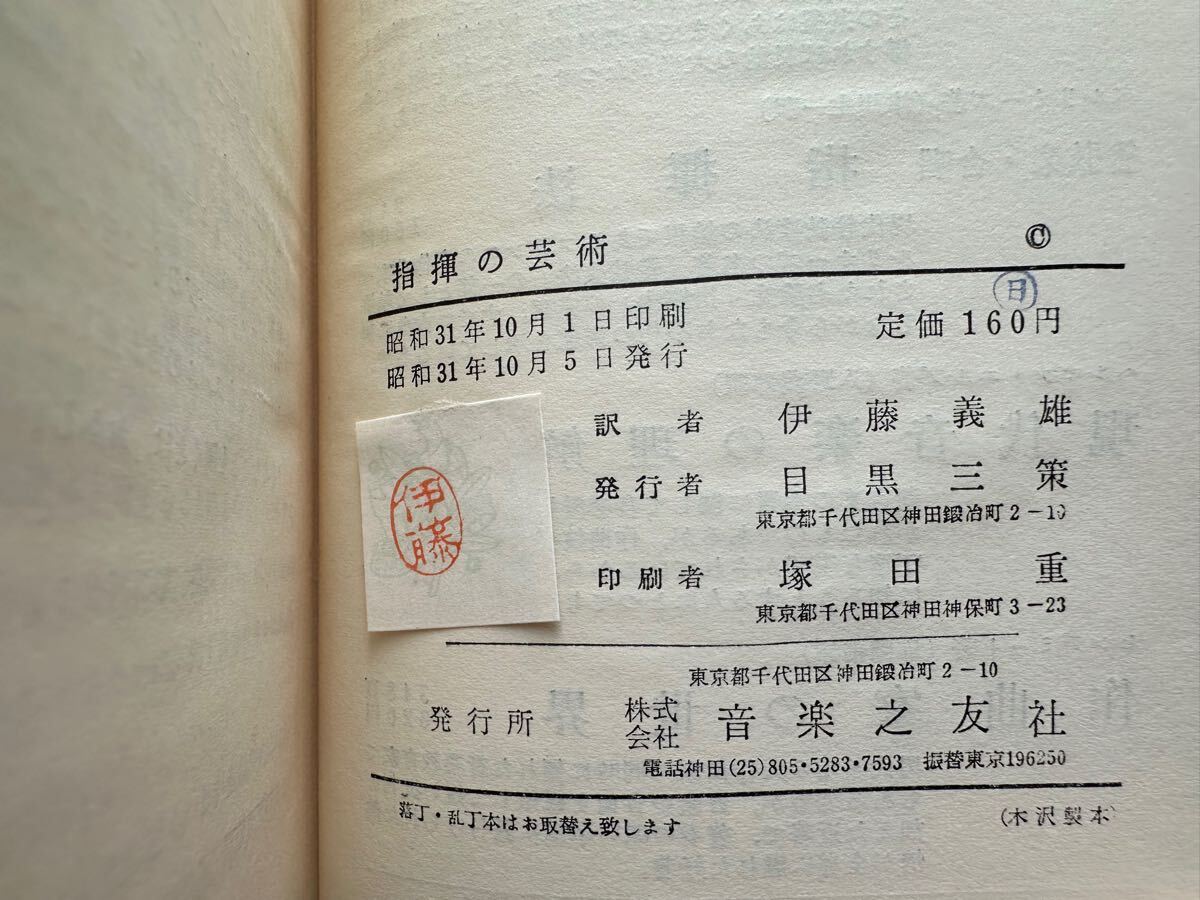 指揮の芸術 ©
昭和31年10月1日印刷
昭和31年10月5日発行
定価160円
日
訳者 伊藤義雄
発行者 目黒三策
東京都千代田区神田鍛冶町2-10
印刷者 塚田重
東京都千代田区神田神保町3-23
伊藤
東京都千代田区神田鍛冶町2-10
発行所 株式会社 音楽之友社
電話神田(25)805・5283・7593 振替東京196250
落丁・乱丁本はお取替え致します
(木沢製本)